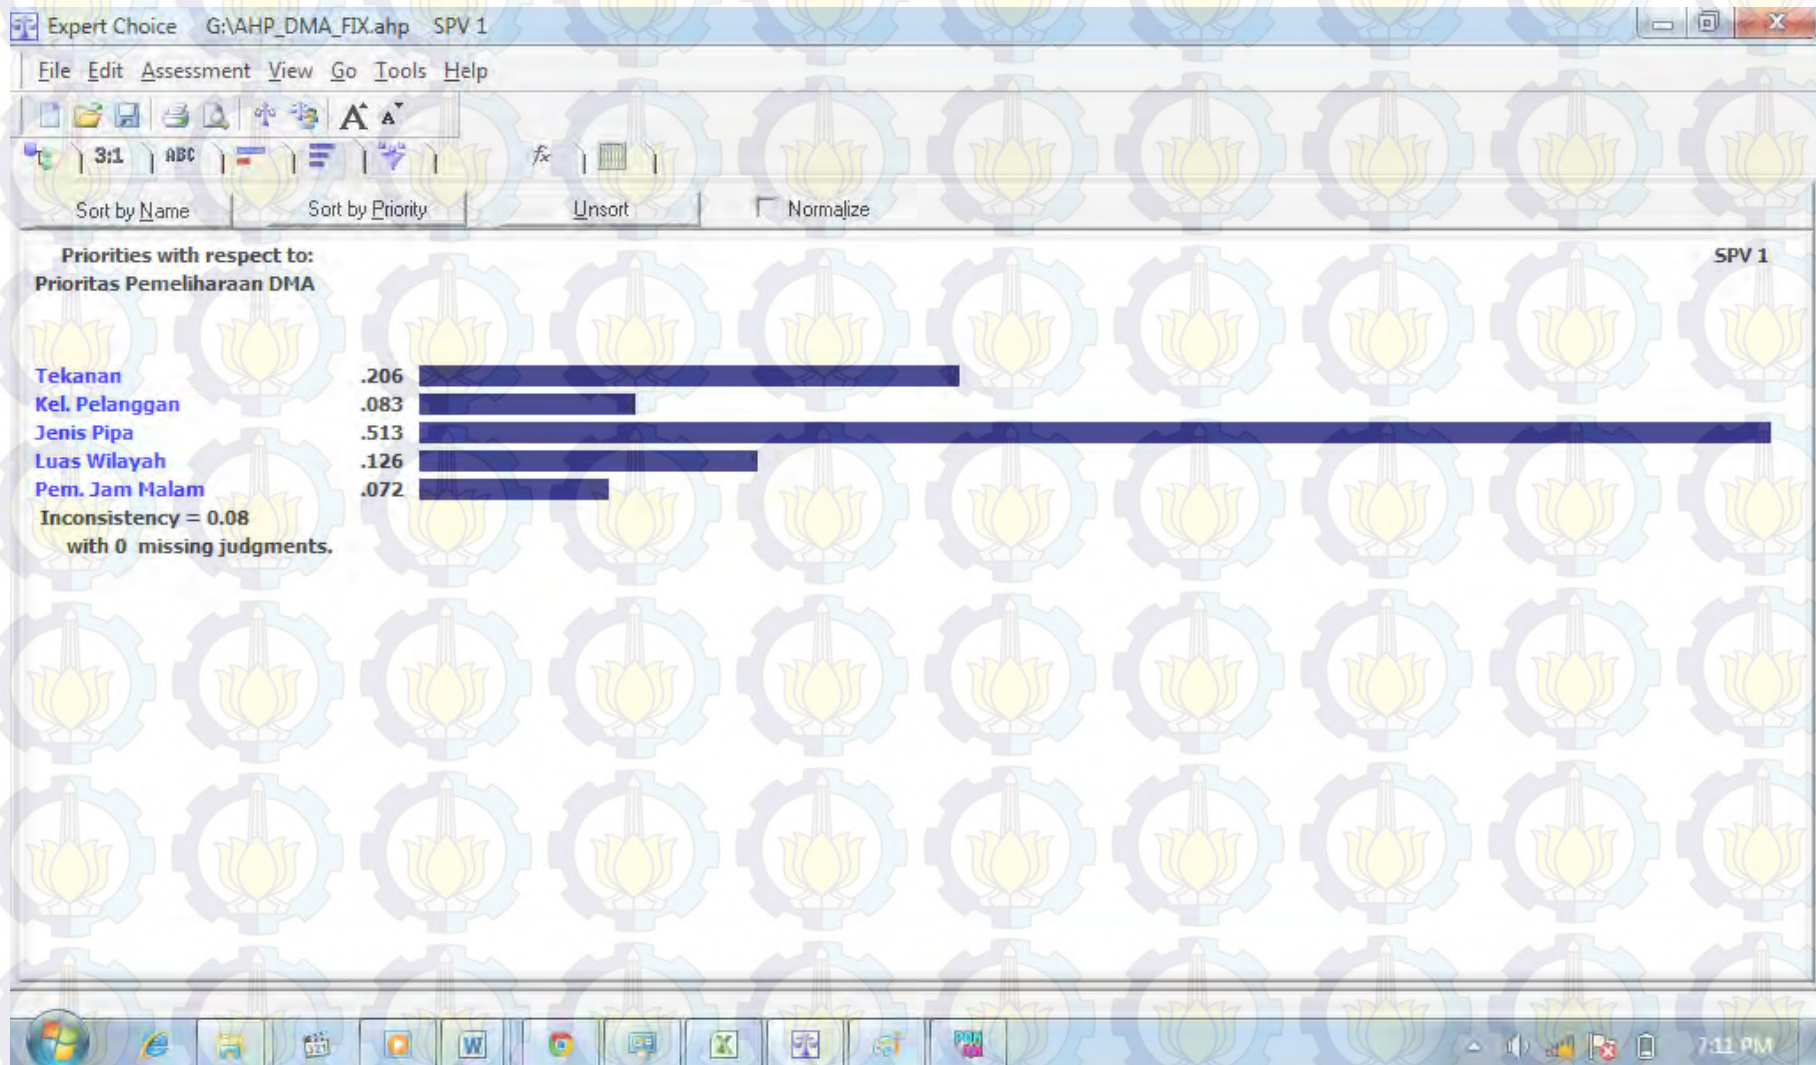 Expert Choice G:\AHP_DMA_FIX.ahp SPV 1
File Edit Assessment View Go Tools Help
A A
3:1 ABC fx
Sort by Name Sort by Priority Unsort Normalize
Priorities with respect to: SPV 1
Prioritas Pemeliharaan DMA
Tekanan .206
Kel. Pelanggan .083
Jenis Pipa .513
Luas Wilayah .126
Pem. Jam Malam .072
Inconsistency = 0.08
with 0 missing judgments.
321 W X 7:11 PM